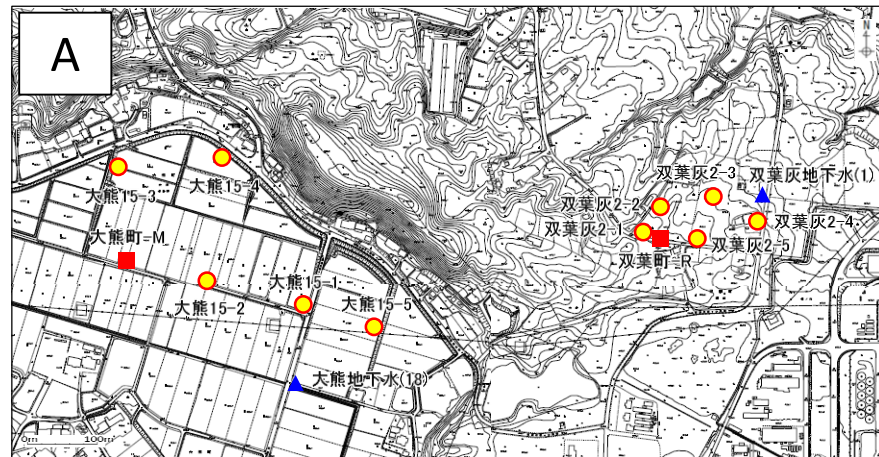 A
N
双葉灰2-3
双葉灰地下水(1)
大熊15-3
大熊15-4
双葉灰2-2
双葉灰2-1
双葉灰2-4
大熊町-M
双葉町-R
双葉灰2-5
大熊15-1
大熊15-2
大熊15-5
大熊地下水(18)
0m 100m